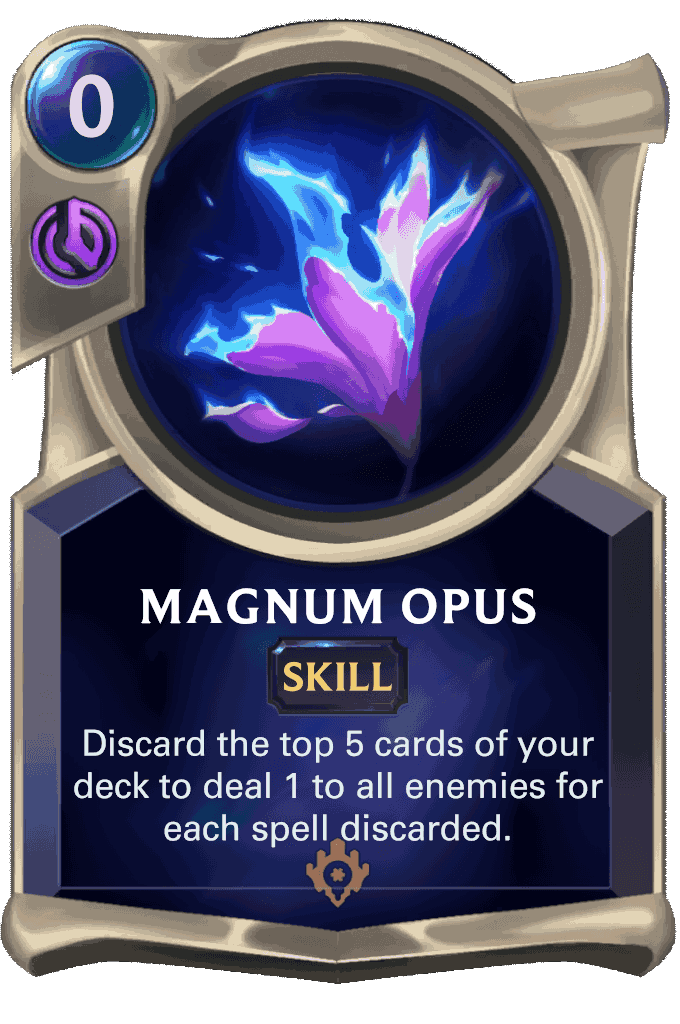 0
MAGNUM OPUS
SKILL
Discard the top 5 cards of your
deck to deal 1 to all enemies for
each spell discarded.